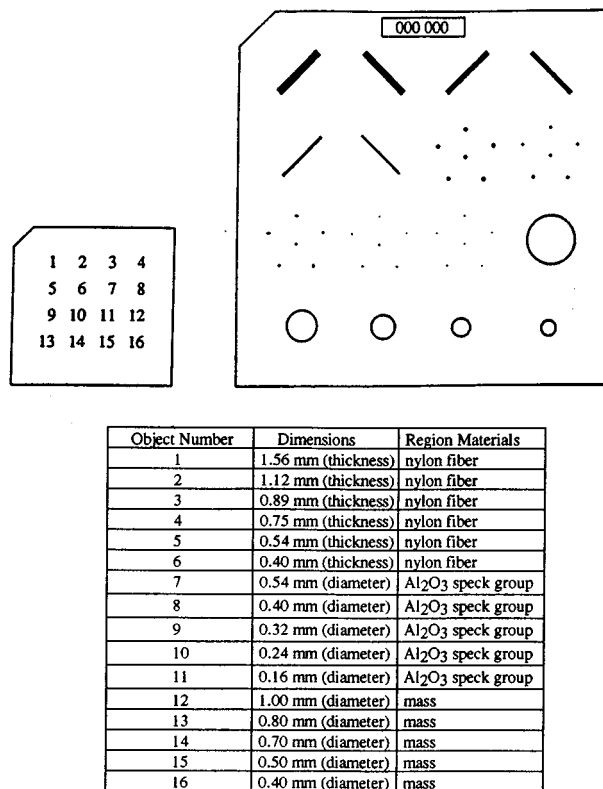 000 000
1 2 3 4
5 6 7 8
9 10 11 12
13 14 15 16
Object Number Dimensions Region Materials
1 1.56 mm (thickness) nylon fiber
2 1.12 mm (thickness) nylon fiber
3 0.89 mm (thickness) nylon fiber
4 0.75 mm (thickness) nylon fiber
5 0.54 mm (thickness) nylon fiber
6 0.40 mm (thickness) nylon fiber
7 0.54 mm (diameter) Al2O3 speck group
8 0.40 mm (diameter) Al2O3 speck group
9 0.32 mm (diameter) Al2O3 speck group
10 0.24 mm (diameter) Al2O3 speck group
11 0.16 mm (diameter) Al2O3 speck group
12 1.00 mm (diameter) mass
13 0.80 mm (diameter) mass
14 0.70 mm (diameter) mass
15 0.50 mm (diameter) mass
16 0.40 mm (diameter) mass